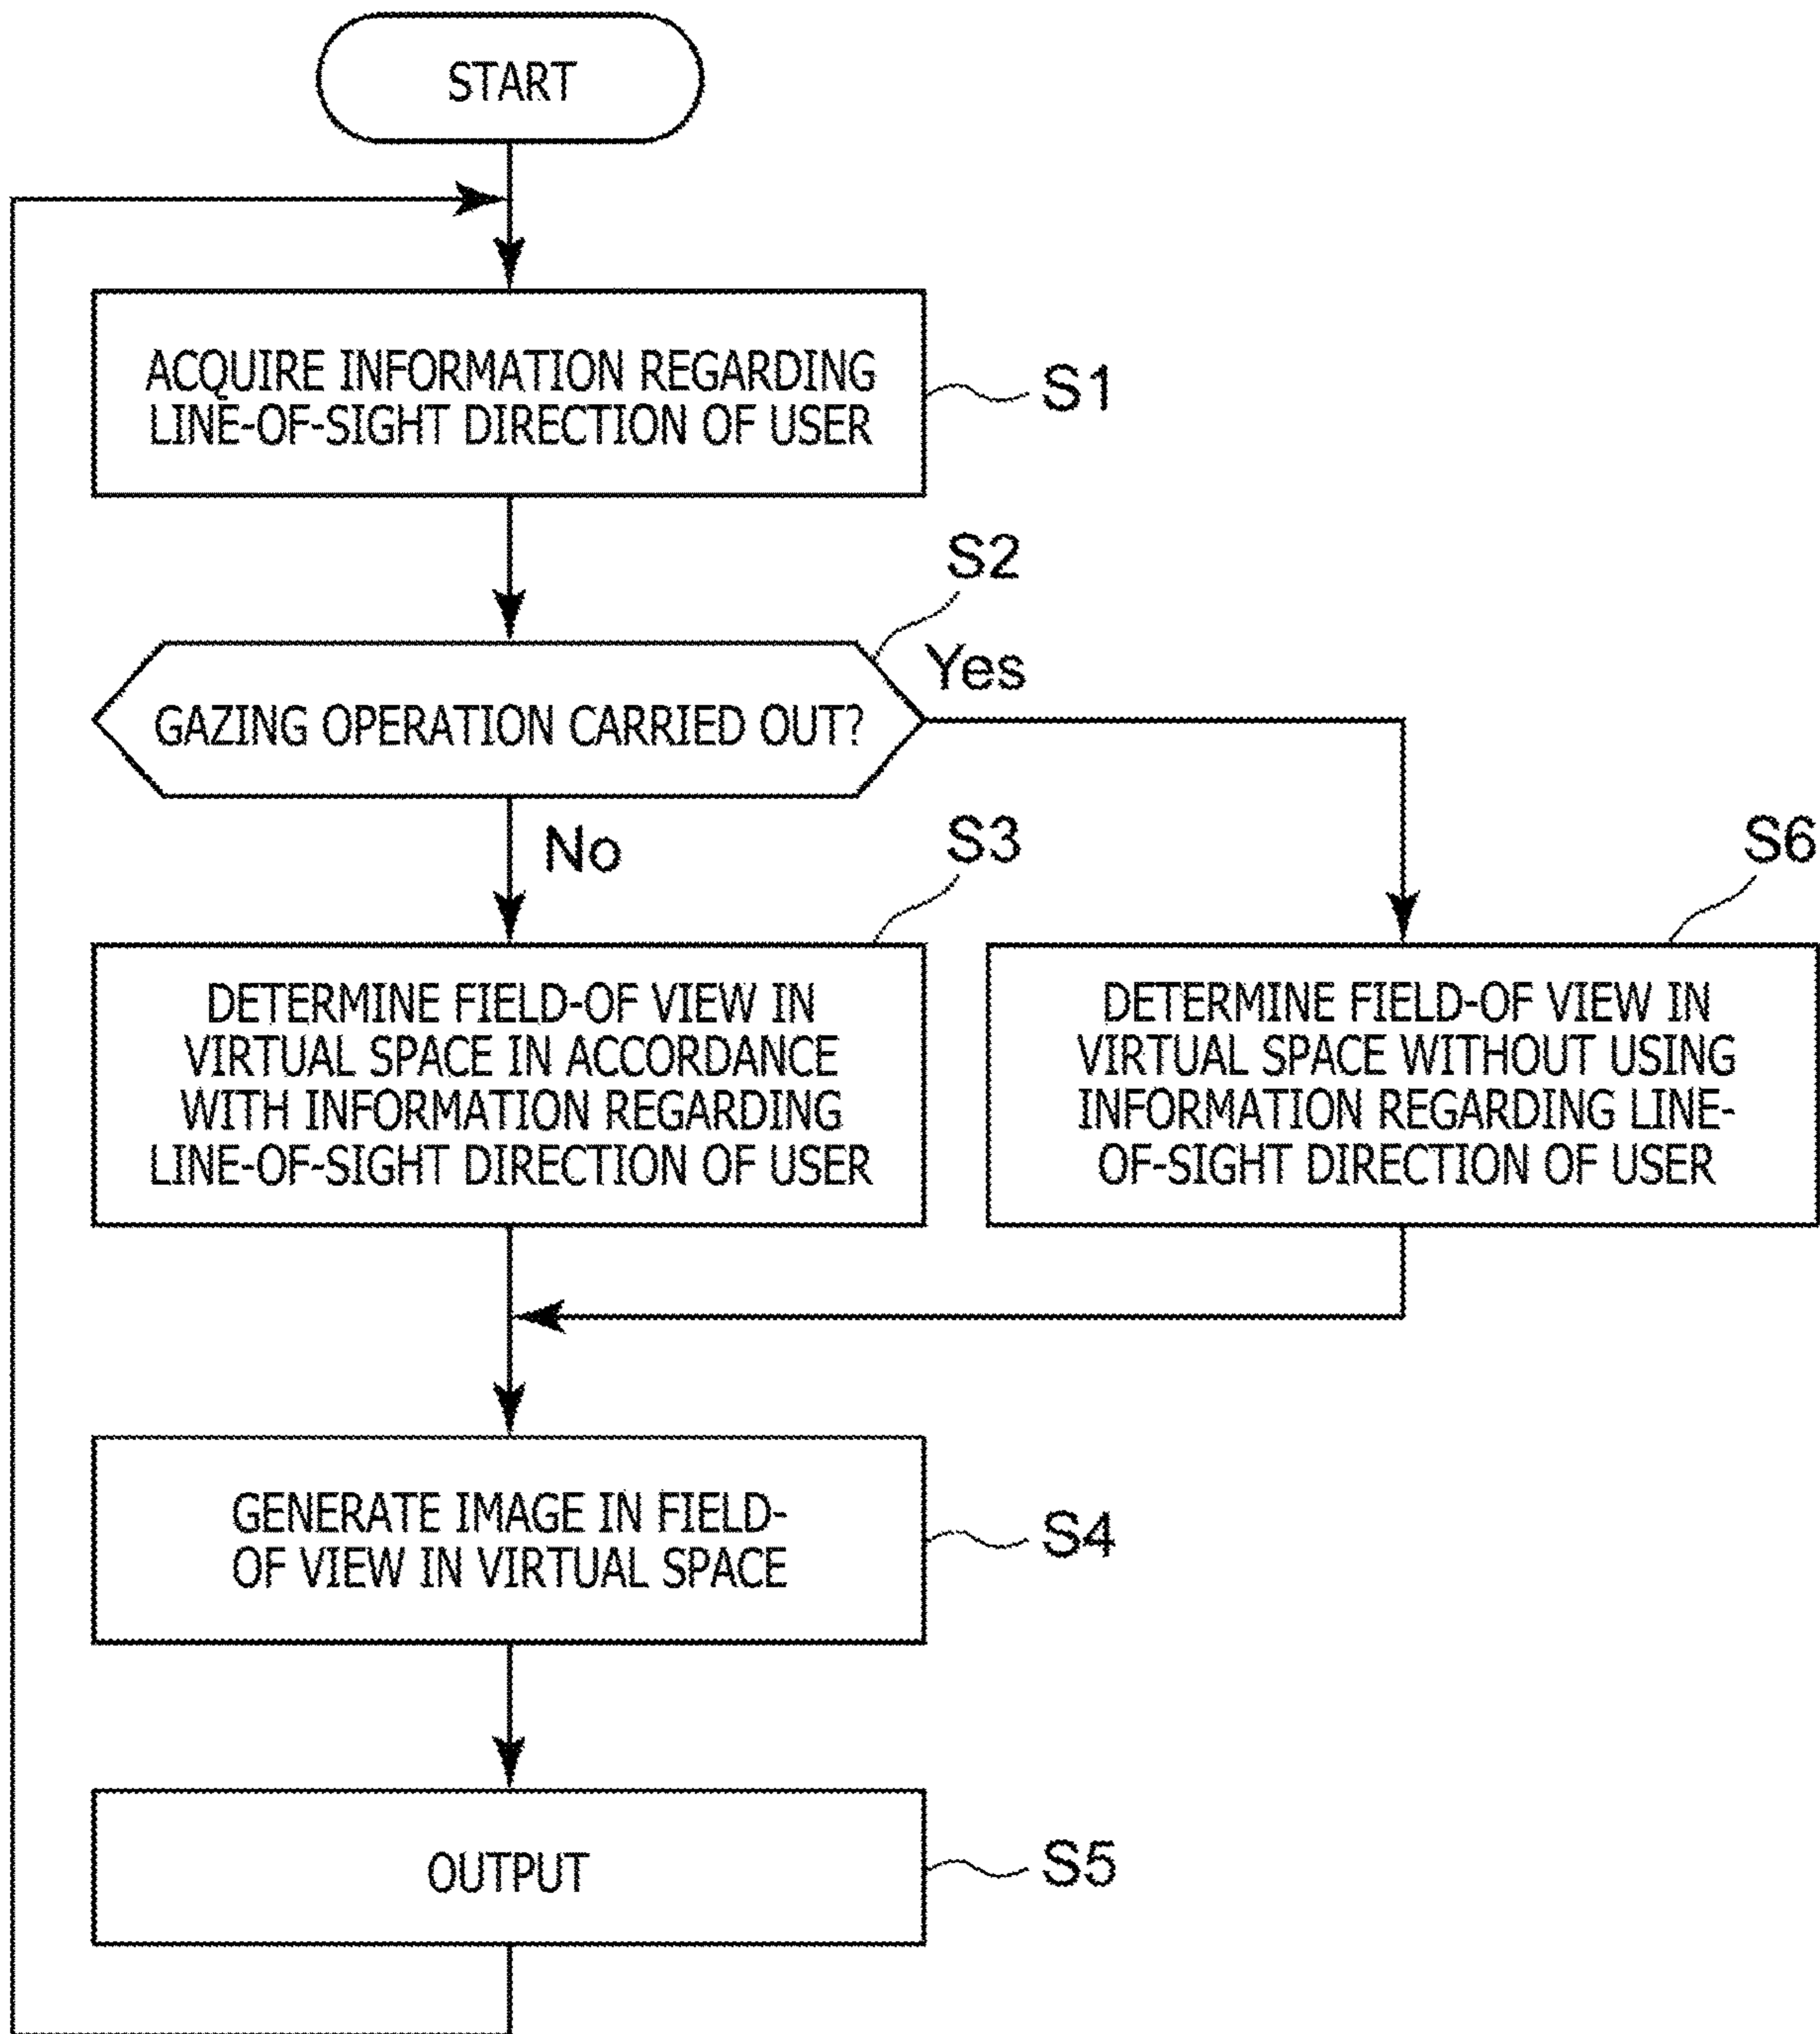 START
ACQUIRE INFORMATION REGARDING
LINE-OF-SIGHT DIRECTION OF USER
S1
S2
GAZING OPERATION CARRIED OUT?
Yes
No
S3
DETERMINE FIELD-OF VIEW IN
VIRTUAL SPACE IN ACCORDANCE
WITH INFORMATION REGARDING
LINE-OF-SIGHT DIRECTION OF USER
S6
DETERMINE FIELD-OF VIEW IN
VIRTUAL SPACE WITHOUT USING
INFORMATION REGARDING LINE-
OF-SIGHT DIRECTION OF USER
GENERATE IMAGE IN FIELD-
OF VIEW IN VIRTUAL SPACE
S4
OUTPUT
S5